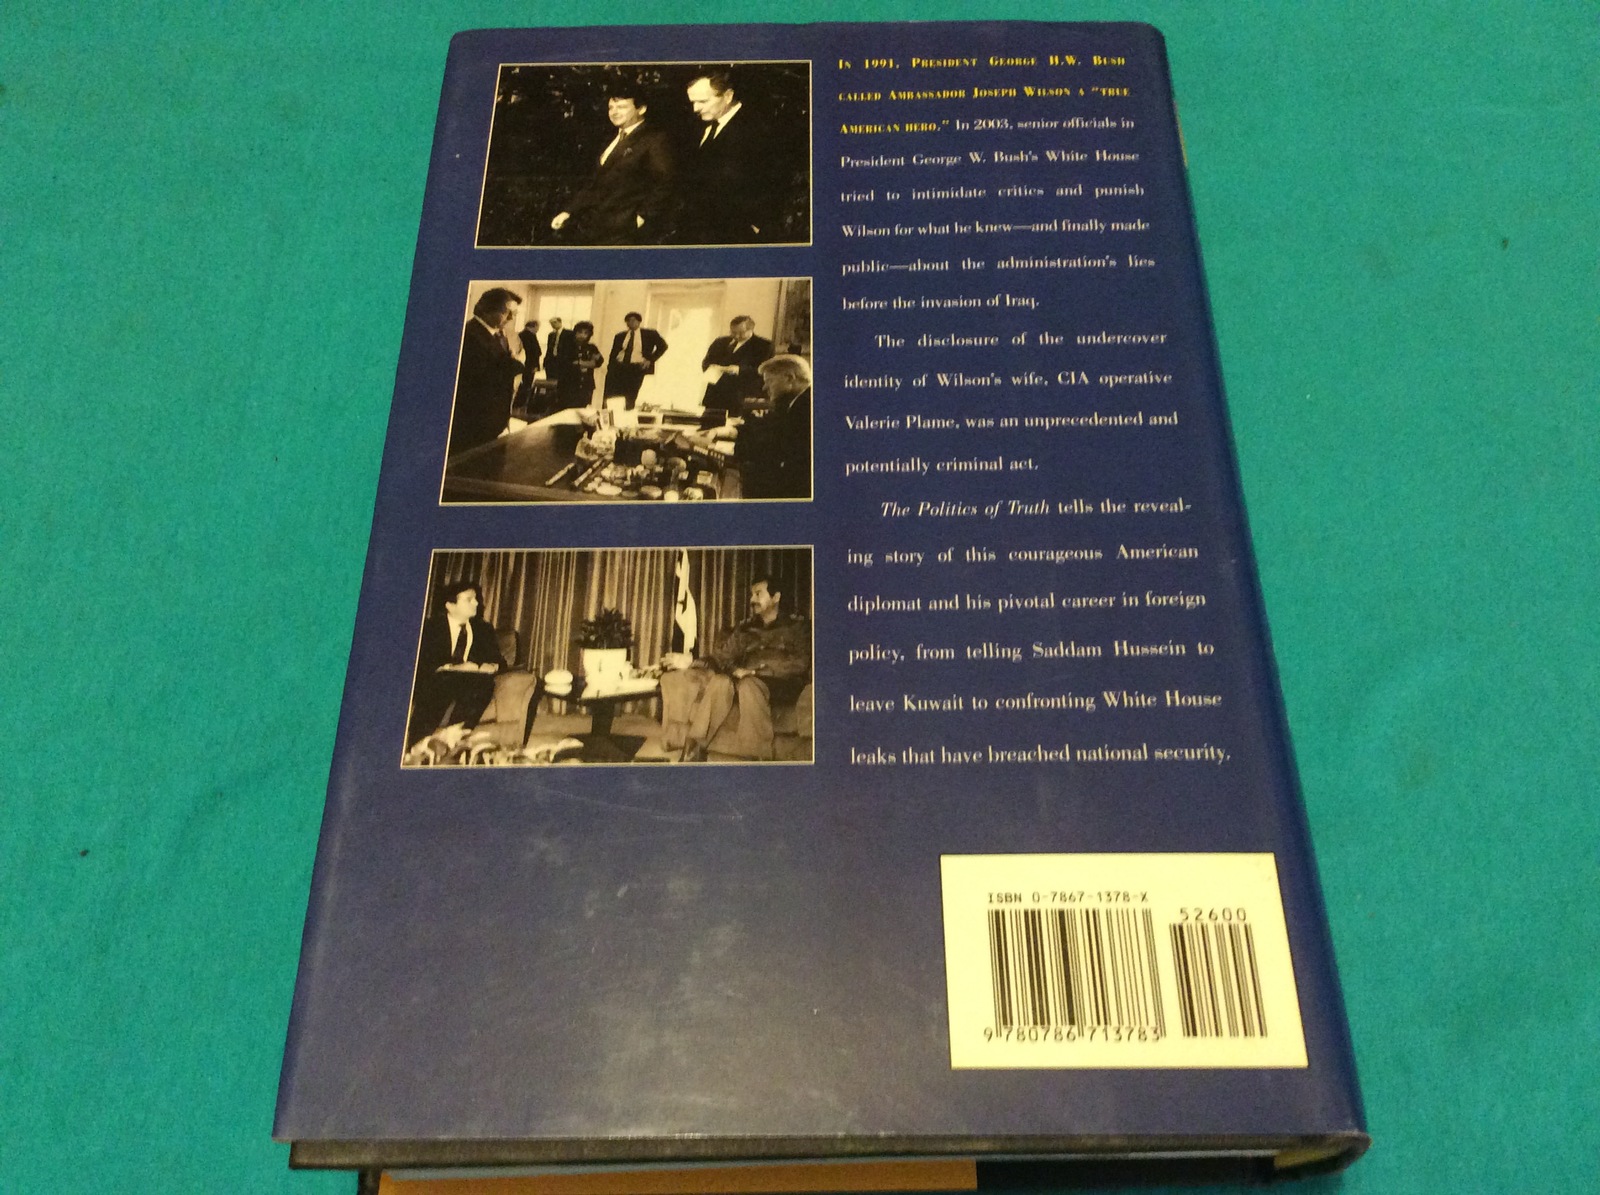 In 1991, President George H.W. Bush
called Ambassador Joseph Wilson a "true
American hero." In 2003, senior officials in
President George W. Bush's White House
tried to intimidate critics and punish
Wilson for what he knew—and finally made
public—about the administration's lies
before the invasion of Iraq.
The disclosure of the undercover
identity of Wilson's wife, CIA operative
Valerie Plame, was an unprecedented and
potentially criminal act.
The Politics of Truth tells the reveal-
ing story of this courageous American
diplomat and his pivotal career in foreign
policy, from telling Saddam Hussein to
leave Kuwait to confronting White House
leaks that have breached national security.
ISBN 0-7867-1378-X
52600
9 780786 713783